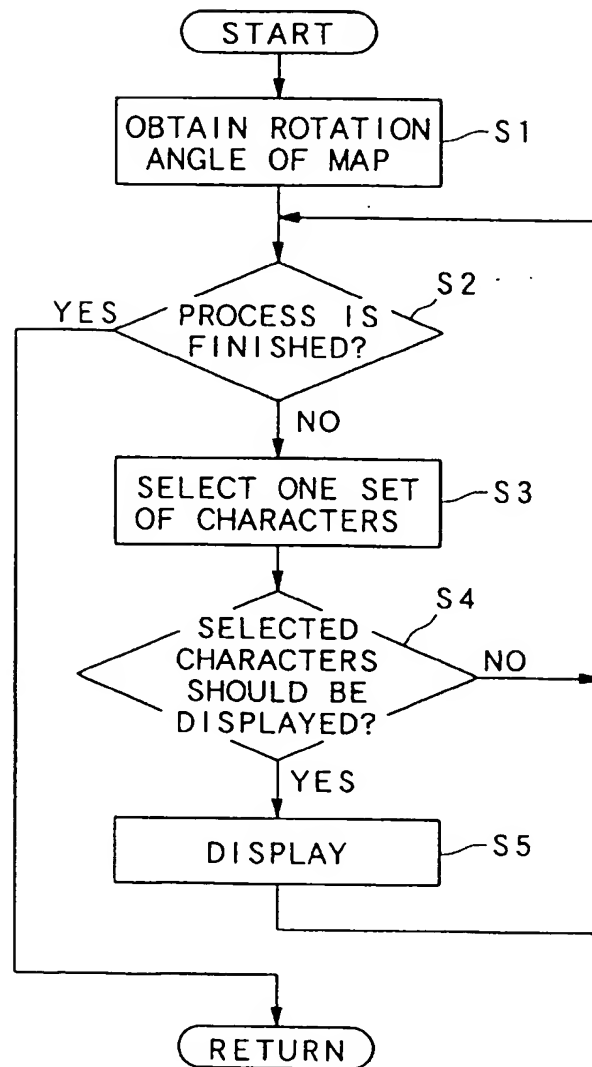 START
OBTAIN ROTATION
ANGLE OF MAP
S1
S2
YES
PROCESS IS
FINISHED?
NO
SELECT ONE SET
OF CHARACTERS
S3
S4
SELECTED
CHARACTERS
SHOULD BE
DISPLAYED?
NO
YES
DISPLAY
S5
RETURN